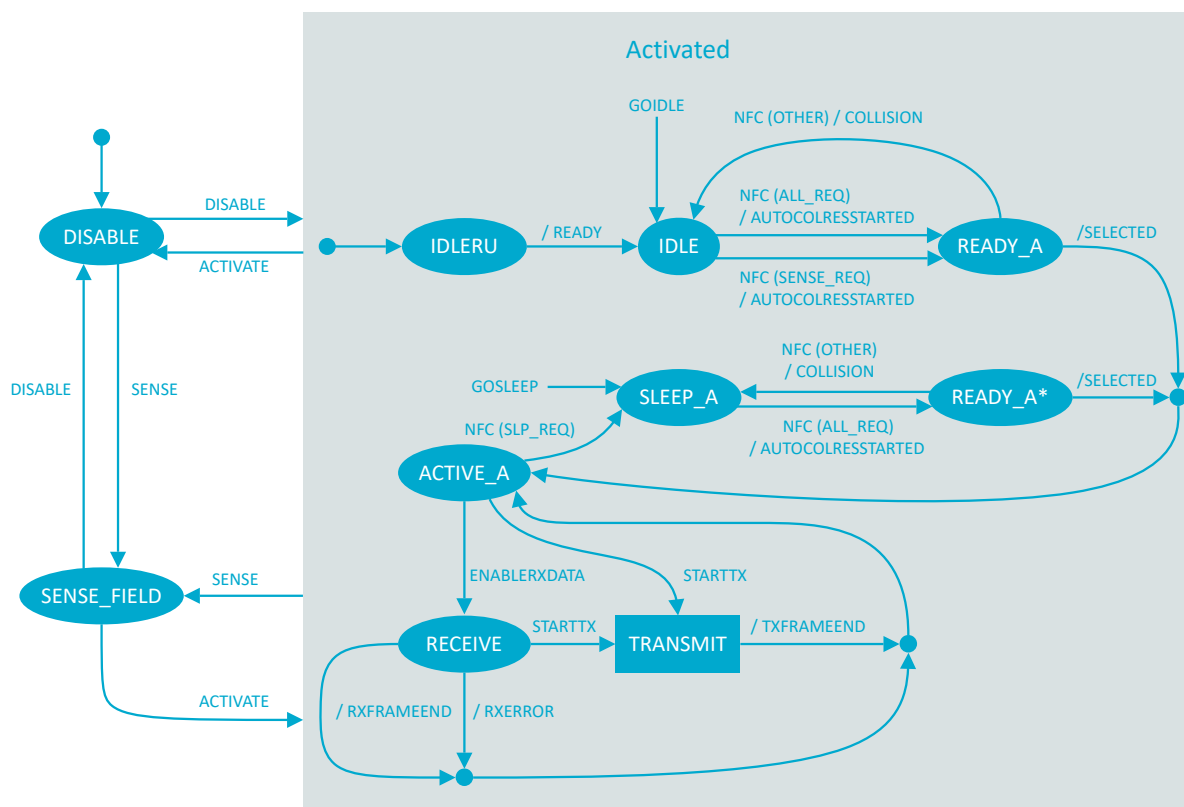 Activated
GOIDLE
NFC (OTHER) / COLLISION
DISABLE
NFC (ALL_REQ)
/ AUTOCOLRESSTARTED
DISABLE
IDLERU
/ READY
IDLE
READY_A
/SELECTED
ACTIVATE
NFC (SENSE_REQ)
/ AUTOCOLRESSTARTED
NFC (OTHER)
/ COLLISION
DISABLE
SENSE
GOSLEEP
SLEEP_A
READY_A*
/SELECTED
NFC (SLP_REQ)
NFC (ALL_REQ)
/ AUTOCOLRESSTARTED
ACTIVE_A
SENSE_FIELD
SENSE
ENABLERXDATA
STARTTX
RECEIVE
STARTTX
TRANSMIT
/ TXFRAMEEND
ACTIVATE
/ RXFRAMEEND
/ RXERROR